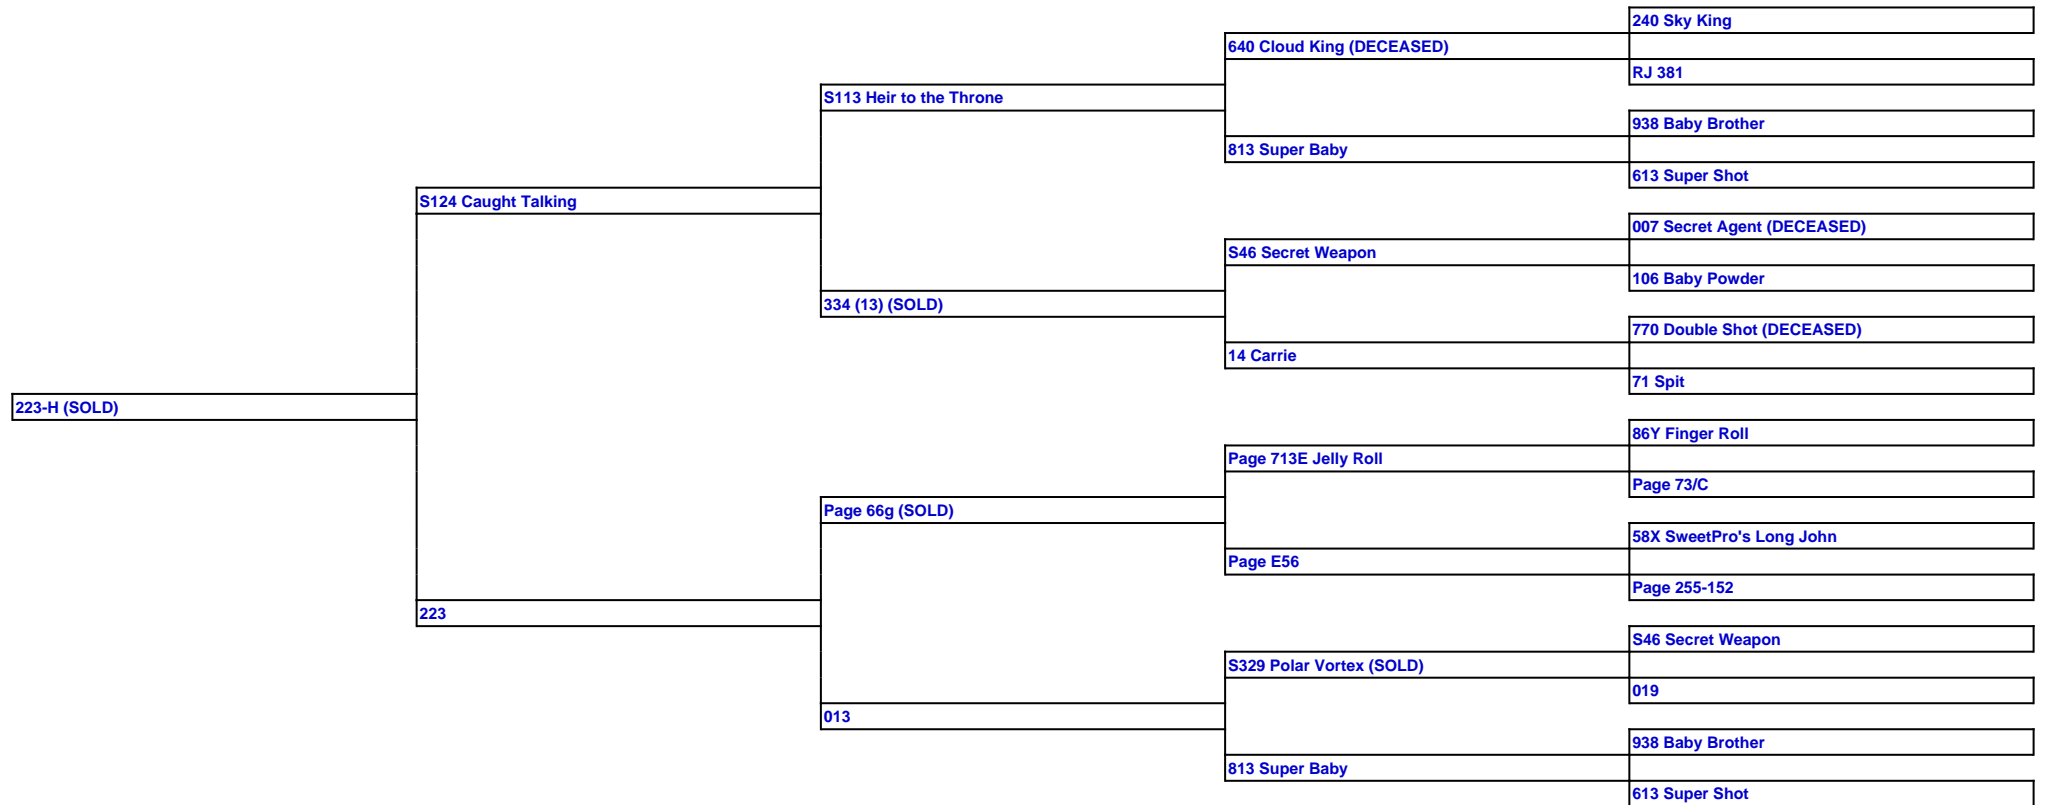 240 Sky King
640 Cloud King (DECEASED)
RJ 381
S113 Heir to the Throne
938 Baby Brother
813 Super Baby
613 Super Shot
S124 Caught Talking
007 Secret Agent (DECEASED)
S46 Secret Weapon
106 Baby Powder
334 (13) (SOLD)
770 Double Shot (DECEASED)
14 Carrie
71 Spit
223-H (SOLD)
86Y Finger Roll
Page 713E Jelly Roll
Page 73/C
Page 66g (SOLD)
58X SweetPro's Long John
Page E56
Page 255-152
223
S46 Secret Weapon
S329 Polar Vortex (SOLD)
019
013
938 Baby Brother
813 Super Baby
613 Super Shot